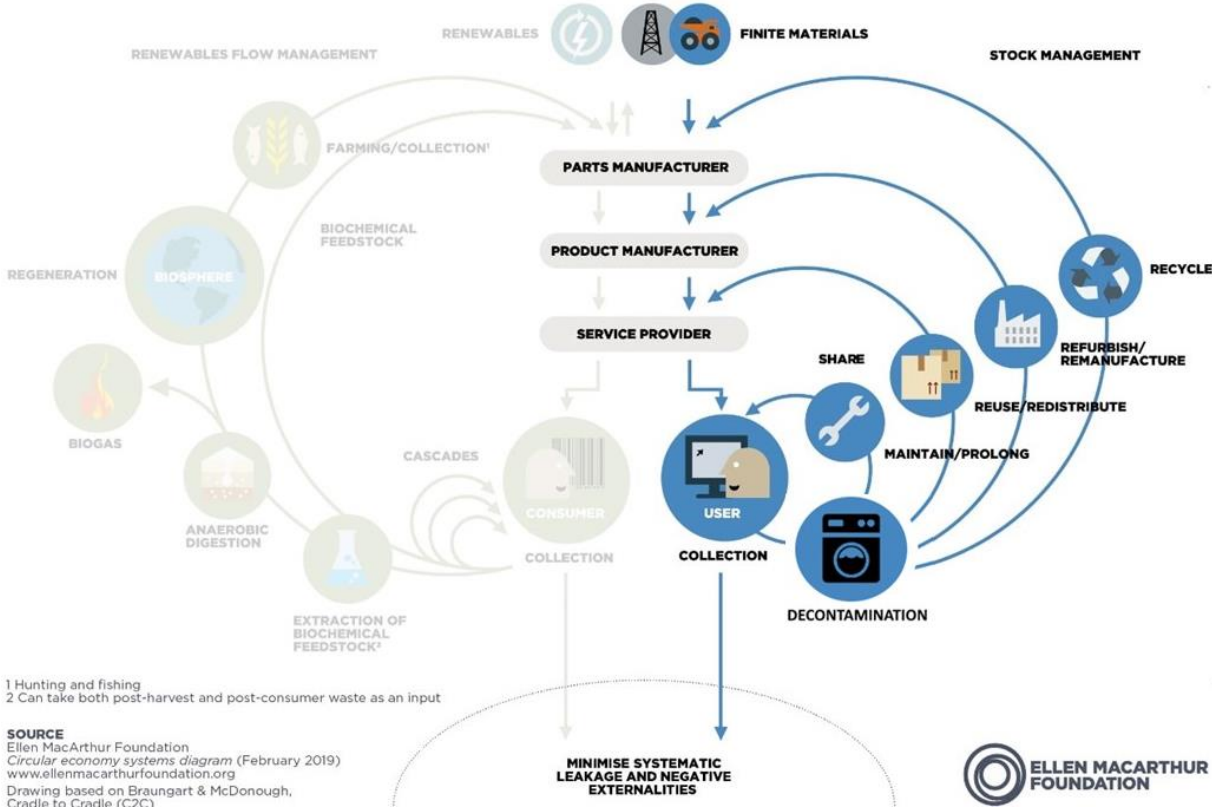 RENEWABLES
FINITE MATERIALS
RENEWABLES FLOW MANAGEMENT
STOCK MANAGEMENT
FARMING/COLLECTION¹
PARTS MANUFACTURER
BIOCHEMICAL
FEEDSTOCK
PRODUCT MANUFACTURER
REGENERATION
BIOSPHERE
RECYCLE
SERVICE PROVIDER
SHARE
REFURBISH/
REMANUFACTURE
REUSE/REDISTRIBUTE
BIOGAS
CASCADES
MAINTAIN/PROLONG
CONSUMER
USER
ANAEROBIC
DIGESTION
COLLECTION
COLLECTION
DECONTAMINATION
EXTRACTION OF
BIOCHEMICAL
FEEDSTOCK²
1 Hunting and fishing
2 Can take both post-harvest and post-consumer waste as an input
SOURCE
Ellen MacArthur Foundation
Circular economy systems diagram (February 2019)
www.ellenmacarthurfoundation.org
Drawing based on Braungart & McDonough,
Cradle to Cradle (C2C)
MINIMISE SYSTEMATIC
LEAKAGE AND NEGATIVE
EXTERNALITIES
ELLEN MACARTHUR
FOUNDATION